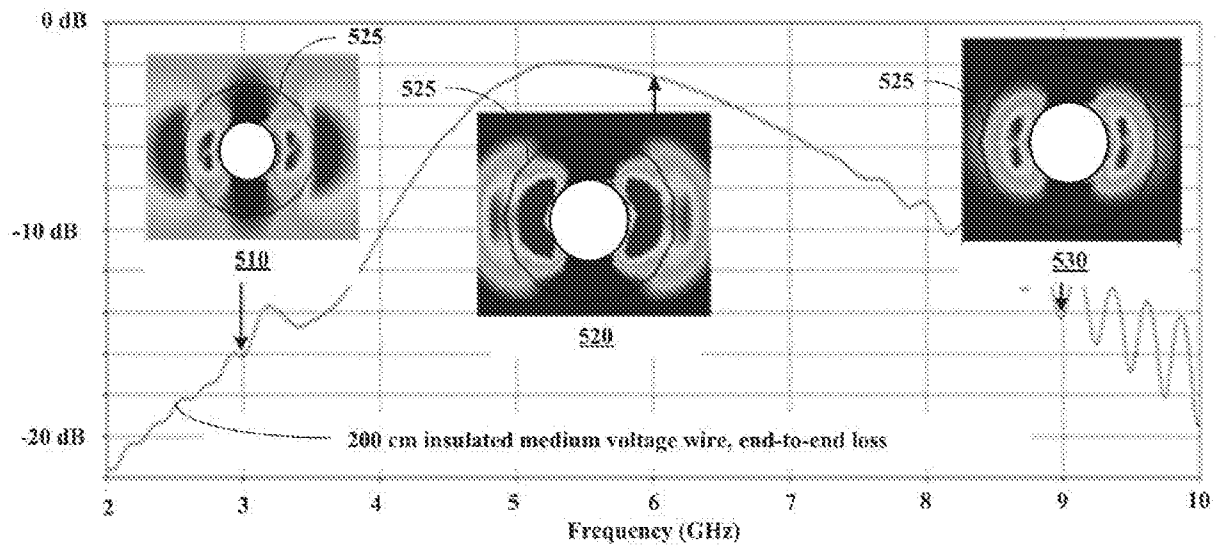 0 dB
525
525
525
-10 dB
510
520
530
-20 dB
200 cm insulated medium voltage wire, end-to-end loss
2 3 4 5 6 7 8 9 10
Frequency (GHz)